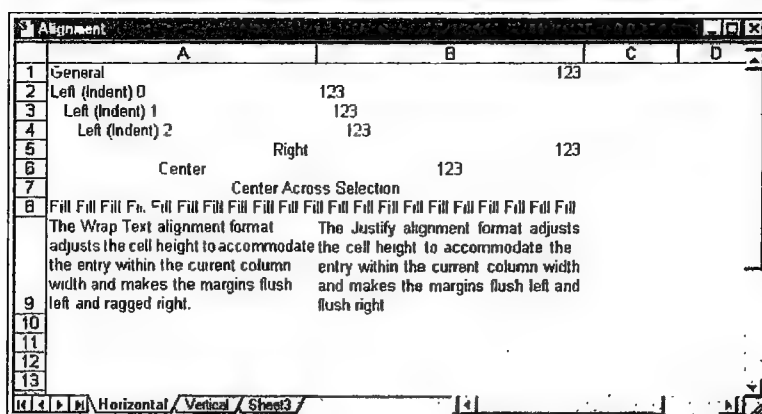 Alignment
A B C D
1 General 123
2 Left (Indent) 0 123
3 Left (Indent) 1 123
4 Left (Indent) 2 123
5 Right 123
6 Center 123
7 Center Across Selection
8 Fill Fill Fill Fill Fill Fill Fill Fill Fill Fill Fill Fill Fill Fill Fill Fill Fill Fill Fill Fill Fill
The Wrap Text alignment format
adjusts the cell height to accommodate
the entry within the current column
width and makes the margins flush
9 left and ragged right.
The Justify alignment format adjusts
the cell height to accommodate the
entry within the current column width
and makes the margins flush left and
flush right
10
11
12
13
Horizontal Vertical Sheet3